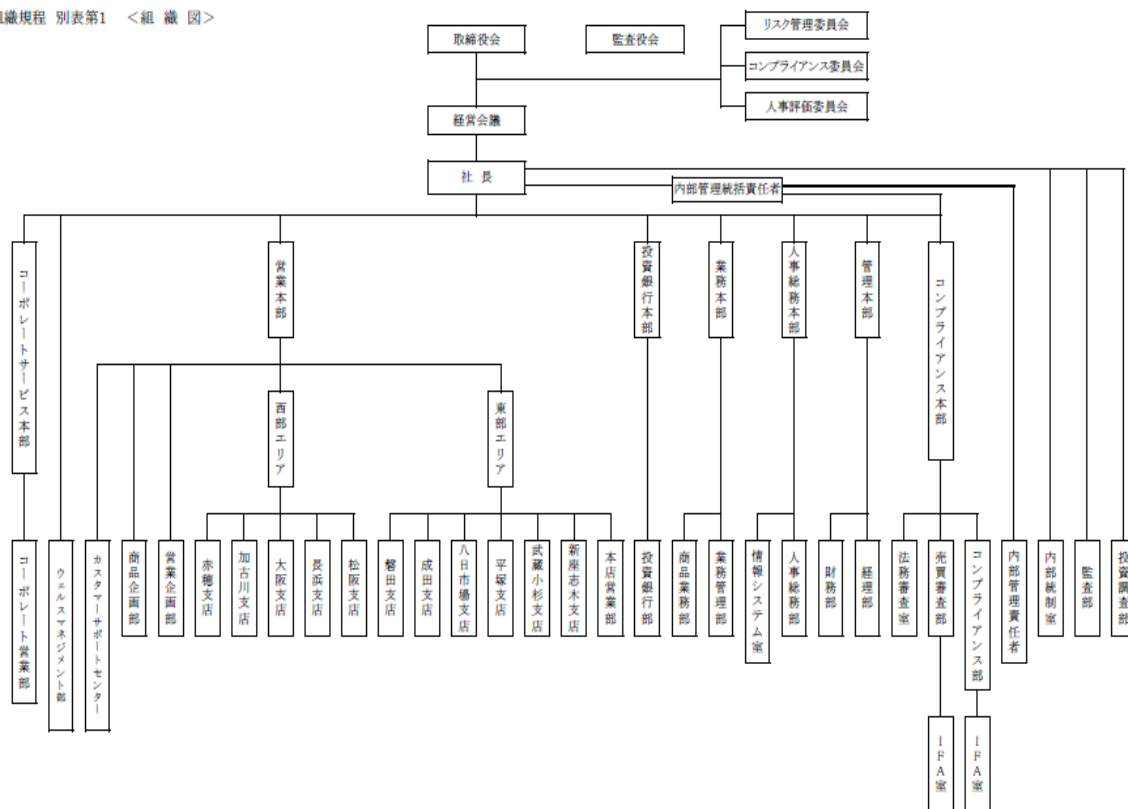 織規程 別表第1 <組 織 図>
取締役会
監査役会
リスク管理委員会
コンプライアンス委員会
人事評価委員会
経営会議
社 長
内部管理統括責任者
コーポレートサービス本部
営業本部
投資銀行本部
業務本部
人事総務本部
管理本部
コンプライアンス本部
西部エリア
東部エリア
コーポレート営業部
ウェルスマネジメント部
カスタマーサポートセンター
商品企画部
営業企画部
赤穂支店
加古川支店
大阪支店
長浜支店
松阪支店
磐田支店
成田支店
八日市場支店
平塚支店
武蔵小杉支店
新座志木支店
本店営業部
投資銀行部
商品業務部
業務管理部
情報システム室
人事総務部
財務部
経理部
法務審査室
売買審査部
コンプライアンス部
内部管理責任者
内部統制室
監査部
投資調査部
IFA室
IFA室